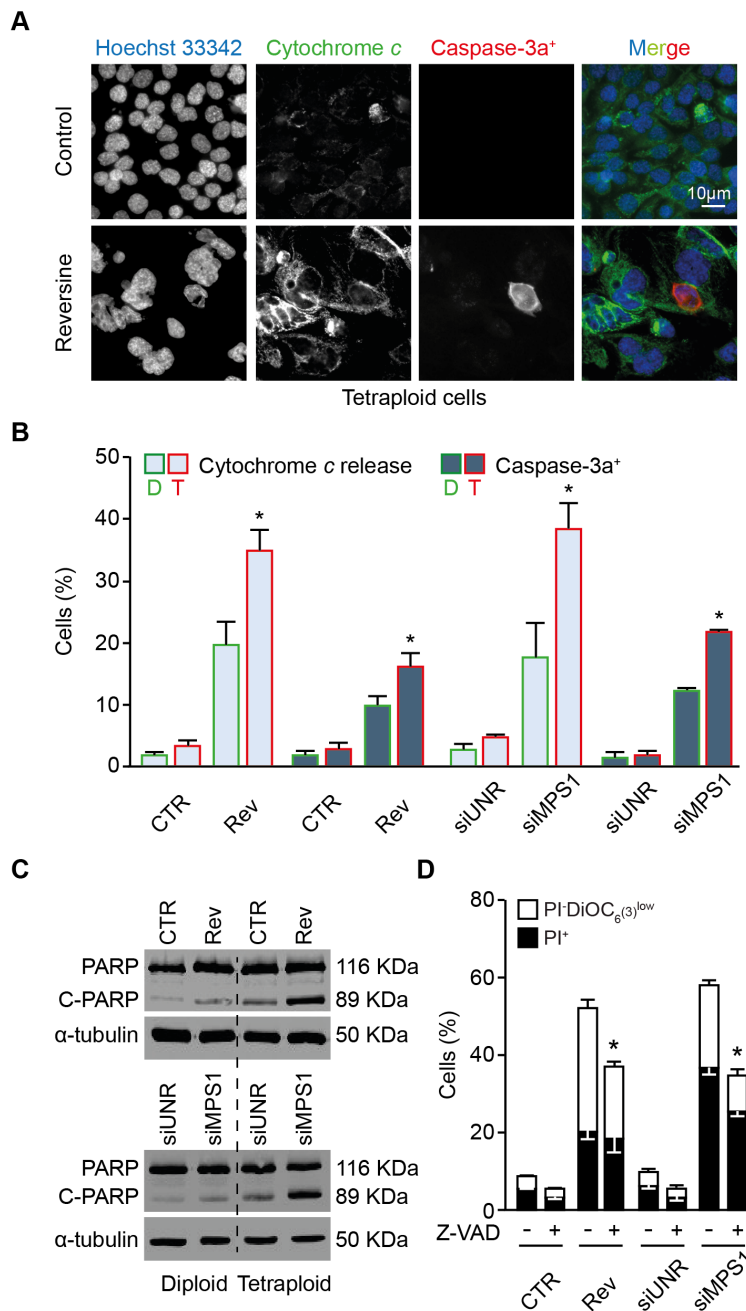 A
Hoechst 33342 Cytochrome c Caspase-3a⁺ Merge
Control
10µm
Reversine
Tetraploid cells
B
Cells (%)
50
40
30
20
10
0
D T Cytochrome c release
D T Caspase-3a⁺
* * * *
CTR Rev CTR Rev siUNR siMPS1 siUNR siMPS1
C
CTR Rev CTR Rev
PARP 116 KDa
C-PARP 89 KDa
α-tubulin 50 KDa
siUNR siMPS1 siUNR siMPS1
PARP 116 KDa
C-PARP 89 KDa
α-tubulin 50 KDa
Diploid Tetraploid
D
Cells (%)
80
60
40
20
0
PI⁻DiOC₆₍₃₎ˡᵒʷ
PI⁺
* *
Z-VAD - + - + - + - +
CTR Rev siUNR siMPS1